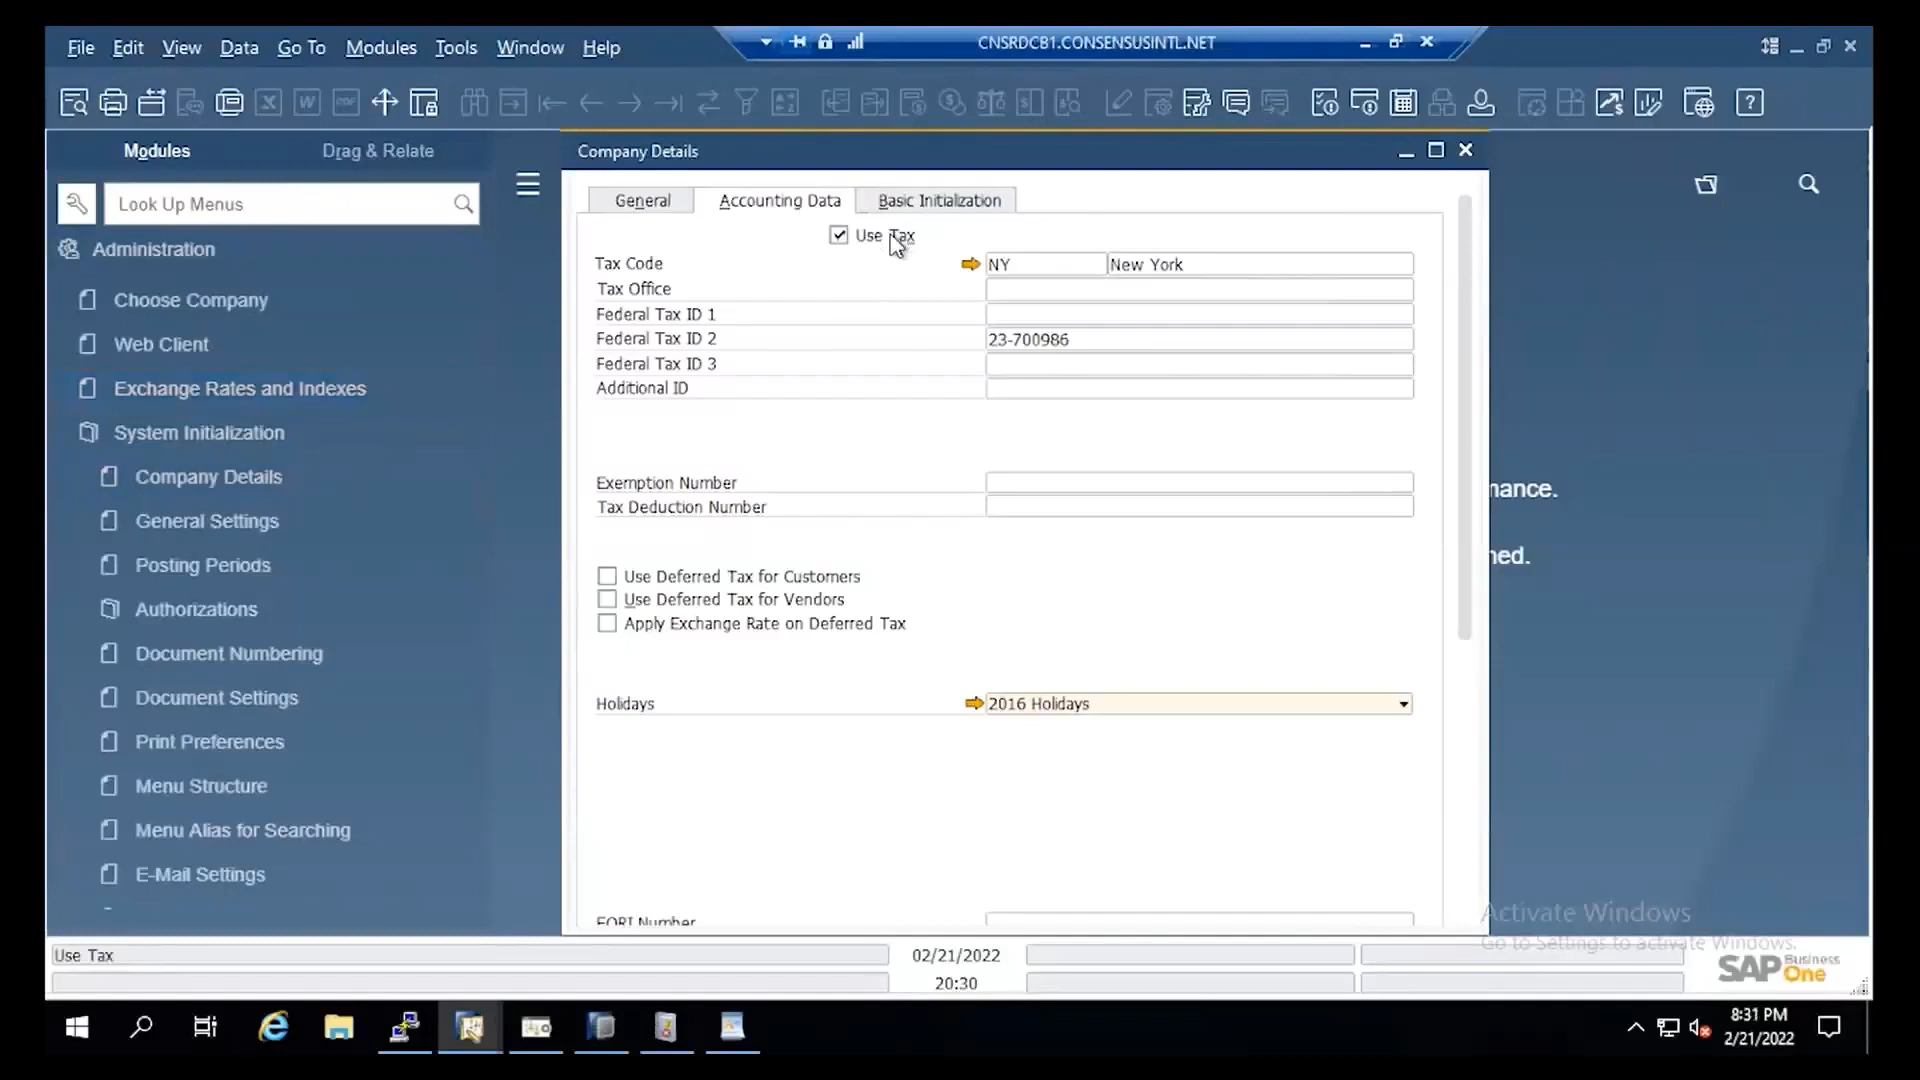 File Edit View Data Go To Modules Tools Window Help
CNSRDCB1.CONSENSUSINTL.NET
Modules Drag & Relate
Look Up Menus
Administration
Choose Company
Web Client
Exchange Rates and Indexes
System Initialization
Company Details
General Settings
Posting Periods
Authorizations
Document Numbering
Document Settings
Print Preferences
Menu Structure
Menu Alias for Searching
E-Mail Settings
Company Details
General Accounting Data Basic Initialization
Use Tax
Tax Code NY New York
Tax Office
Federal Tax ID 1
Federal Tax ID 2 23-700986
Federal Tax ID 3
Additional ID
Exemption Number
Tax Deduction Number
Use Deferred Tax for Customers
Use Deferred Tax for Vendors
Apply Exchange Rate on Deferred Tax
Holidays 2016 Holidays
EORI Number
mance.
ned.
Activate Windows
Go to Settings to activate Windows.
Use Tax
02/21/2022
20:30
SAP Business One
8:31 PM
2/21/2022